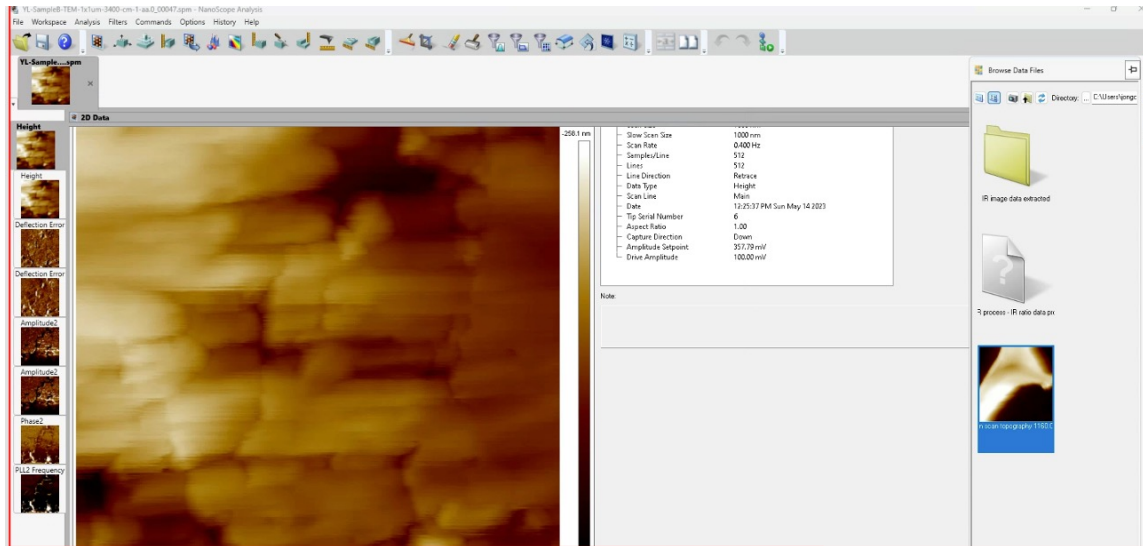 YL-SampleB-TEM-1x1um-3400-cm-1-aa.0_00047.spm - NanoScope Analysis
File Workspace Analysis Filters Commands Options History Help
YL-Sample....spm
Browse Data Files
Directory: ... C:\Users\jongc
2D Data
Height
Height
Deflection Error
Deflection Error
Amplitude2
Amplitude2
Phase2
PLL2 Frequency
-258.1 nm
Slow Scan Size 1000 nm
Scan Rate 0.400 Hz
Samples/Line 512
Lines 512
Line Direction Retrace
Data Type Height
Scan Line Main
Date 12:25:37 PM Sun May 14 2023
Tip Serial Number 6
Aspect Ratio 1.00
Capture Direction Down
Amplitude Setpoint 357.79 mV
Drive Amplitude 100.00 mV
Note:
IR image data extracted
R process - IR ratio data pro
n scan topography 1160.0